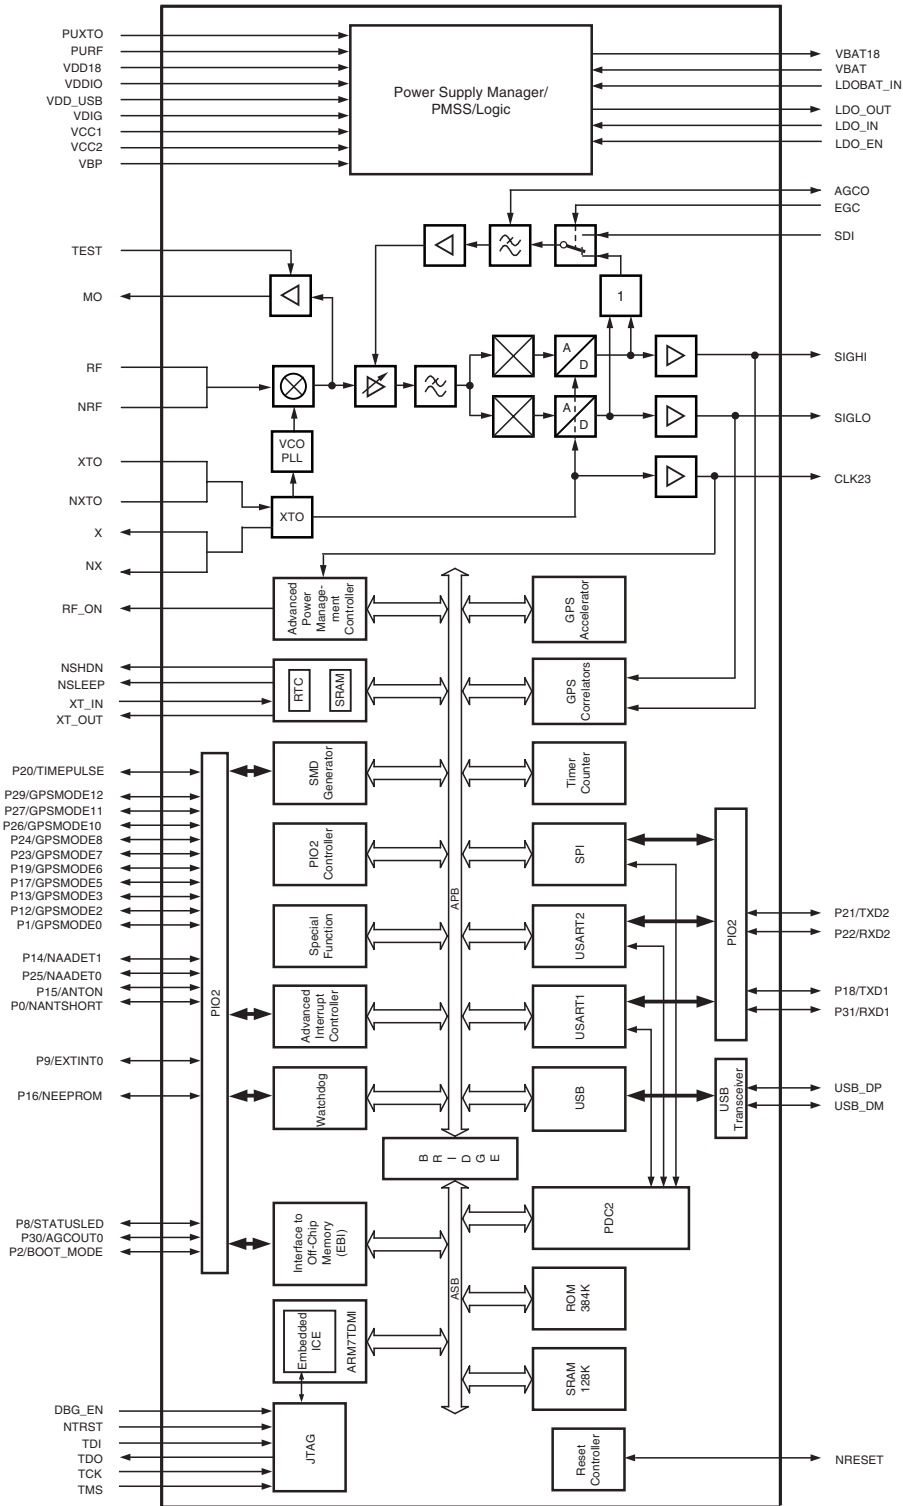 PUXTO
PURF
VDD18
VDDIO
VDD_USB
VDIG
VCC1
VCC2
VBP
Power Supply Manager/
PMSS/Logic
VBAT18
VBAT
LDOBAT_IN
LDO_OUT
LDO_IN
LDO_EN
AGCO
EGC
SDI
TEST
MO
1
RF
NRF
A
D
SIGHI
A
D
SIGLO
VCO
PLL
XTO
NXTO
XTO
CLK23
X
NX
RF_ON
Advanced
Power
Manage-
ment
Controller
GPS
Accelerator
NSHDN
NSLEEP
XT_IN
XT_OUT
RTC
SRAM
GPS
Correlators
P20/TIMEPULSE
P29/GPSMODE12
P27/GPSMODE11
P26/GPSMODE10
P24/GPSMODE8
P23/GPSMODE7
P19/GPSMODE6
P17/GPSMODE5
P13/GPSMODE3
P12/GPSMODE2
P1/GPSMODE0
P14/NAADET1
P25/NAADET0
P15/ANTON
P0/NANTSHORT
P9/EXTINT0
P16/NEEPROM
P8/STATUSLED
P30/AGCOUT0
P2/BOOT_MODE
PIO2
SMD
Generator
PIO2
Controller
Special
Function
Advanced
Interrupt
Controller
Watchdog
APB
Timer
Counter
SPI
USART2
USART1
USB
PIO2
P21/TXD2
P22/RXD2
P18/TXD1
P31/RXD1
USB
Transceiver
USB_DP
USB_DM
B R I D G E
Interface to
Off-Chip
Memory
(EBI)
PDC2
ASB
ROM
384K
Embedded
ICE
ARM7TDMI
SRAM
128K
DBG_EN
NTRST
TDI
TDO
TCK
TMS
JTAG
Reset
Controller
NRESET